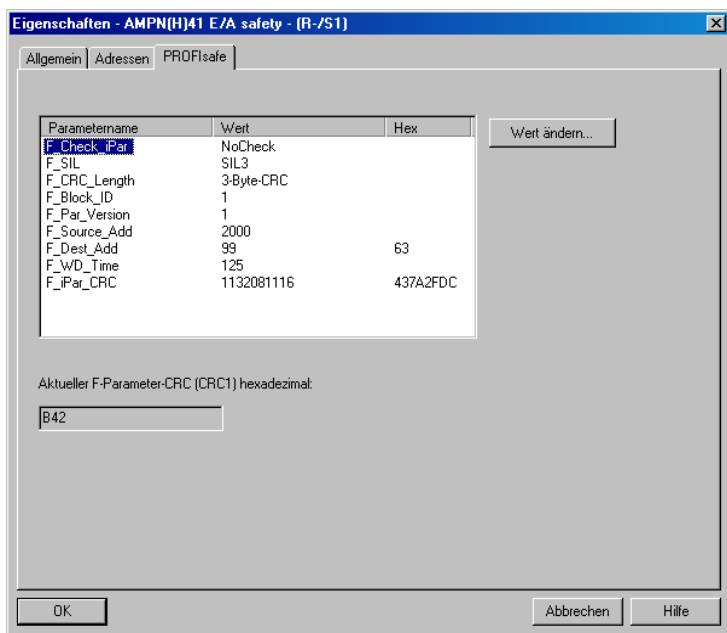 Eigenschaften - AMPN(H)41 E/A safety - (R-/S1)
Allgemein Adressen PROFIsafe
Parametername Wert Hex
Wert ändern...
F_Check_iPar NoCheck
F_SIL SIL3
F_CRC_Length 3-Byte-CRC
F_Block_ID 1
F_Par_Version 1
F_Source_Add 2000
F_Dest_Add 99 63
F_WD_Time 125
F_iPar_CRC 1132081116 437A2FDC
Aktueller F-Parameter-CRC (CRC1) hexadezimal:
B42
OK Abbrechen Hilfe